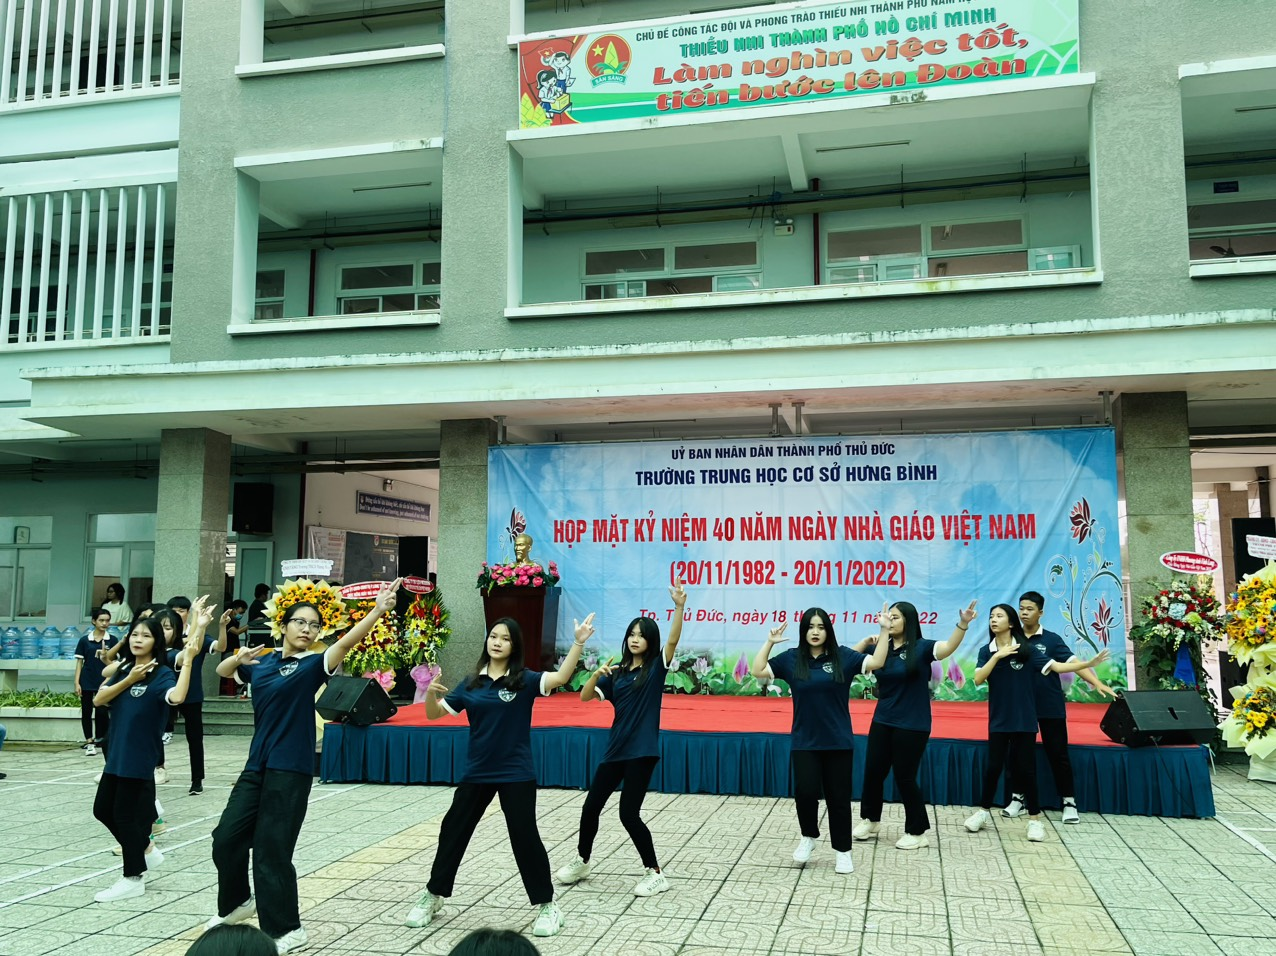 CHỦ ĐỀ CÔNG TÁC ĐỘI VÀ PHONG TRÀO THIẾU NHI THÀNH PHỐ NĂM
THIẾU NHI THÀNH PHỐ HỒ CHÍ MINH
Làm nghìn việc tốt,
tiến bước lên Đoàn
SẴN SÀNG
ỦY BAN NHÂN DÂN THÀNH PHỐ THỦ ĐỨC
TRƯỜNG TRUNG HỌC CƠ SỞ HƯNG BÌNH
HỌP MẶT KỶ NIỆM 40 NĂM NGÀY NHÀ GIÁO VIỆT NAM
(20/11/1982 - 20/11/2022)
Tp. Thủ Đức, ngày 18 11 22